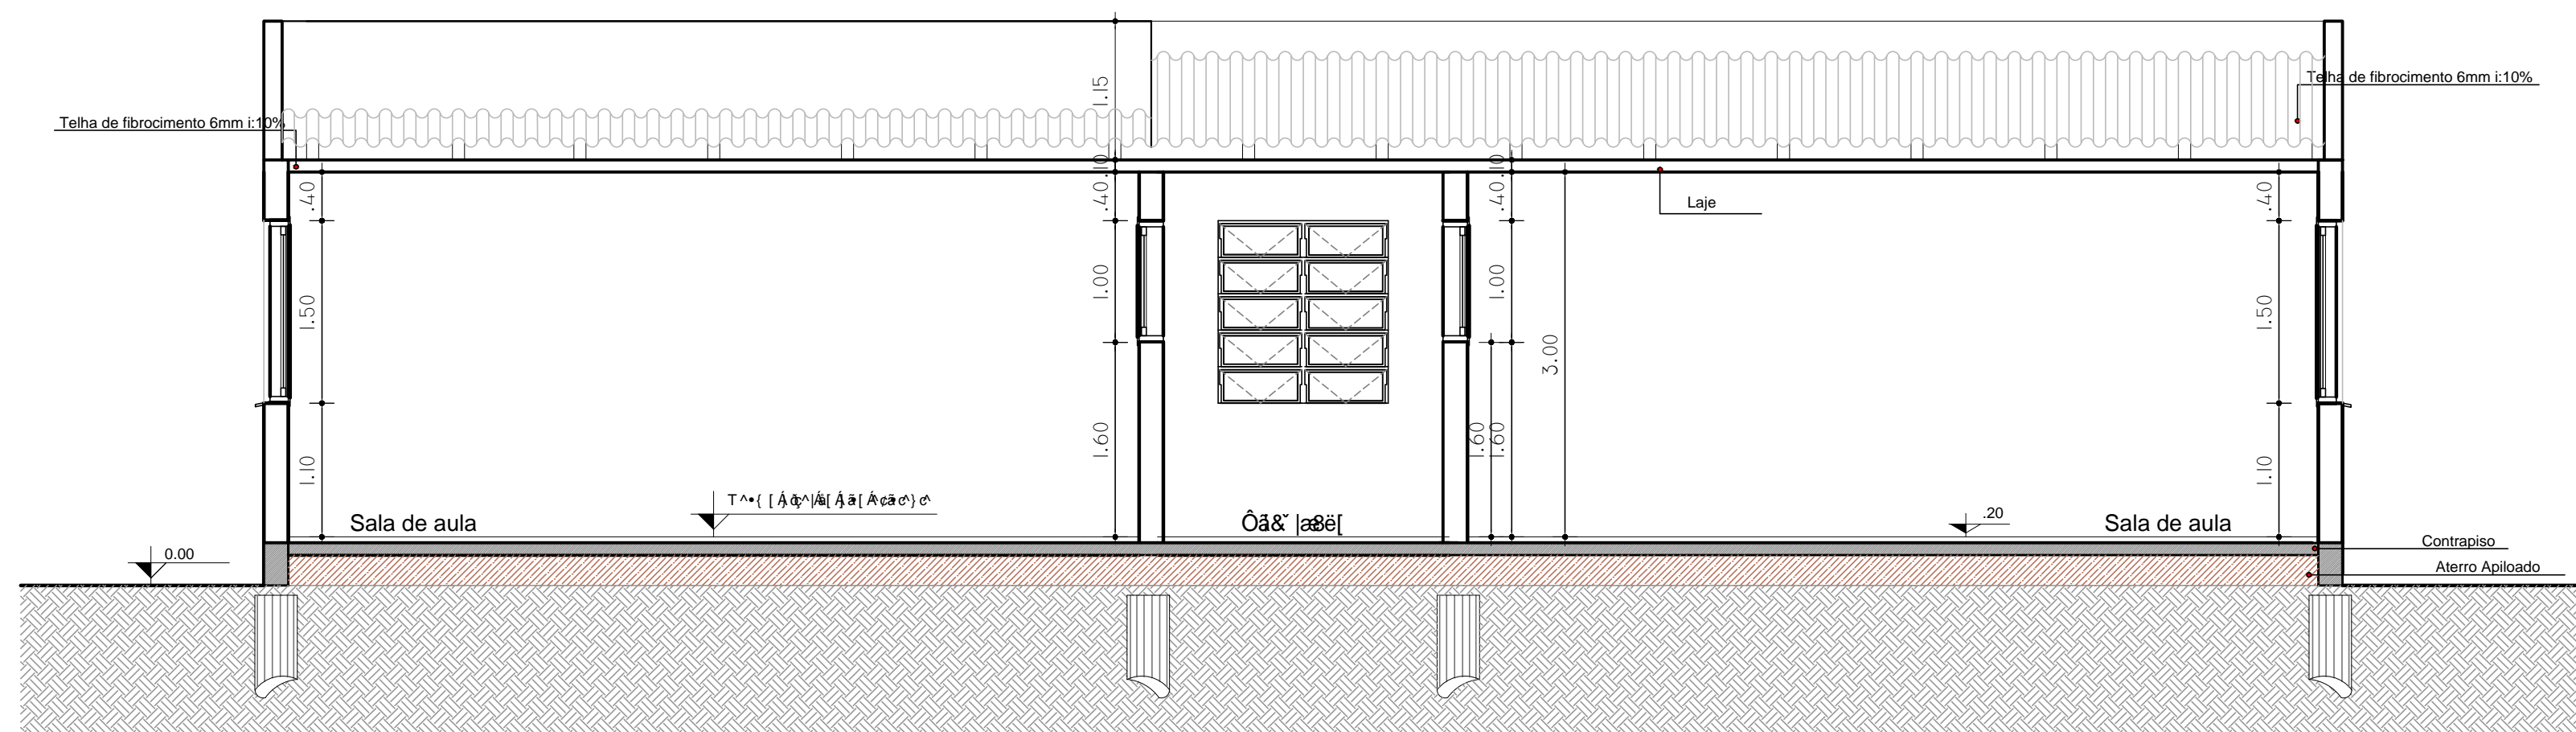 1.15
Telha de fibrocimento 6mm i:10%
Telha de fibrocimento 6mm i:10%
.10
.10
.40
.40
.40
.40
Laje
1.50
1.00
1.00
1.50
3.00
1.10
1.60
1.60
1.60
1.10
Sala de aula
.20
Sala de aula
0.00
Contrapiso
Aterro Apiloado